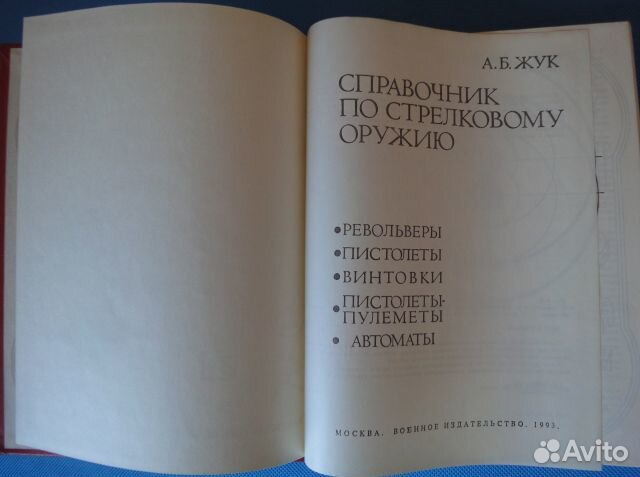 А. Б. ЖУК
СПРАВОЧНИК
ПО СТРЕЛКОВОМУ
ОРУЖИЮ
•РЕВОЛЬВЕРЫ
•ПИСТОЛЕТЫ
•ВИНТОВКИ
•ПИСТОЛЕТЫ-
ПУЛЕМЕТЫ
• АВТОМАТЫ
МОСКВА. ВОЕННОЕ ИЗДАТЕЛЬСТВО. 1993.
Avito